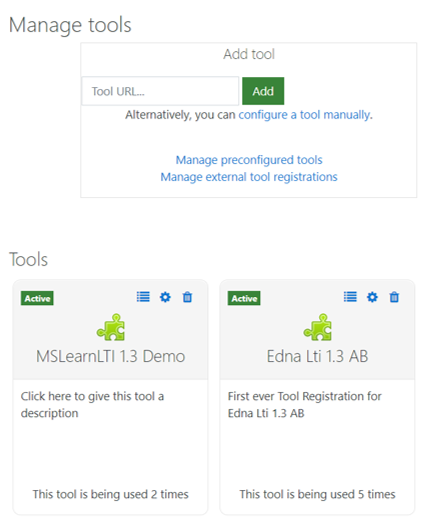 Manage tools
Add tool
Tool URL...
Add
Alternatively, you can configure a tool manually.
Manage preconfigured tools
Manage external tool registrations
Tools
Active
MSLearnLTI 1.3 Demo
Click here to give this tool a
description
This tool is being used 2 times
Active
Edna Lti 1.3 AB
First ever Tool Registration for
Edna Lti 1.3 AB
This tool is being used 5 times